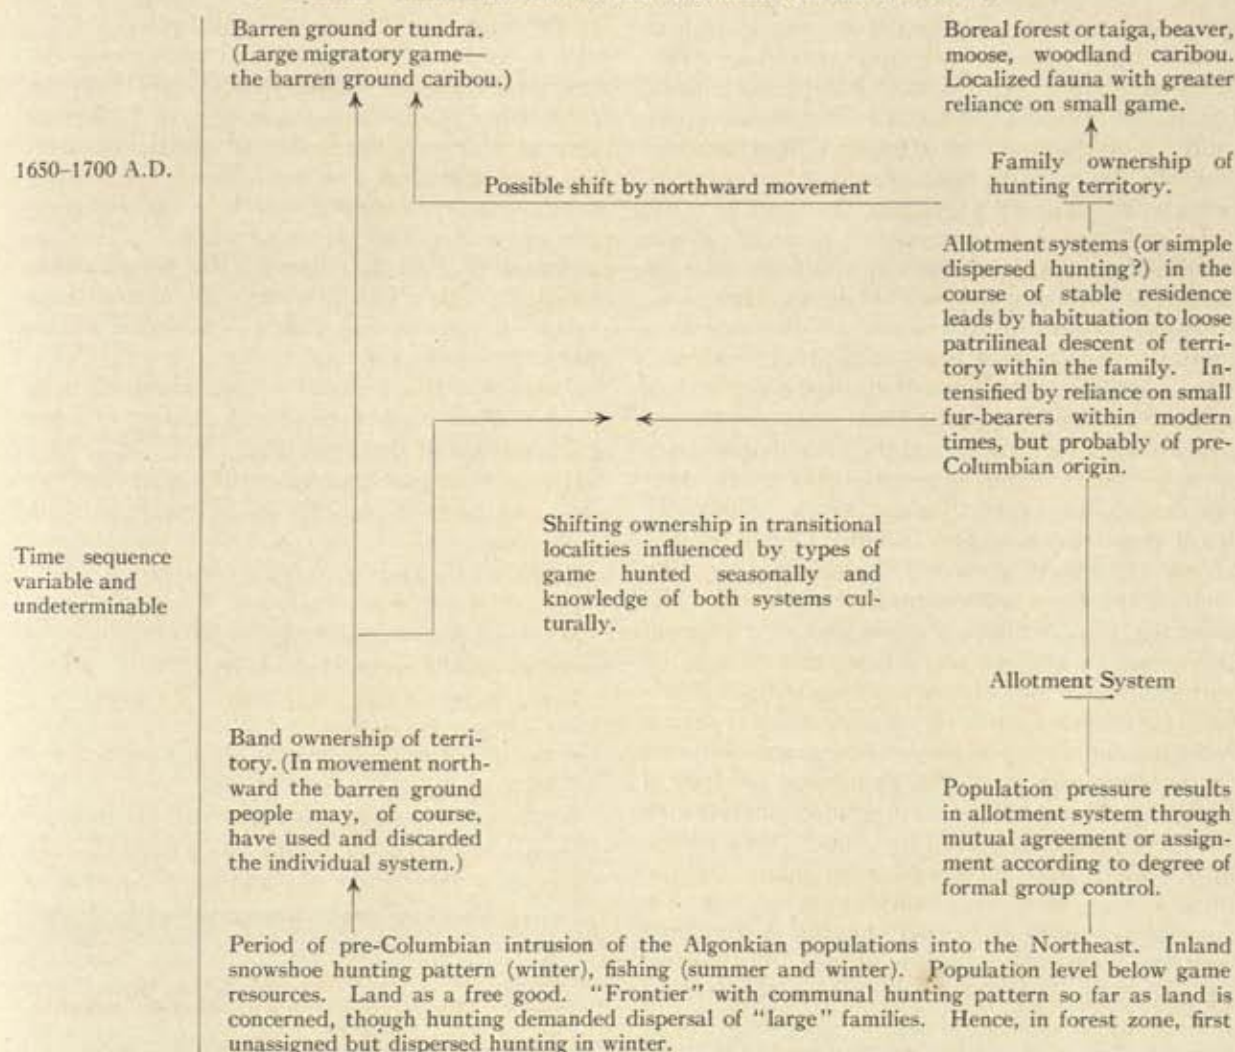 Barren ground or tundra.
(Large migratory game—
the barren ground caribou.)
Boreal forest or taiga, beaver,
moose, woodland caribou.
Localized fauna with greater
reliance on small game.
1650–1700 A.D.
Family ownership of
hunting territory.
Possible shift by northward movement
Allotment systems (or simple
dispersed hunting?) in the
course of stable residence
leads by habituation to loose
patrilineal descent of terri-
tory within the family. In-
tensified by reliance on small
fur-bearers within modern
times, but probably of pre-
Columbian origin.
Shifting ownership in transitional
localities influenced by types of
game hunted seasonally and
knowledge of both systems cul-
turally.
Time sequence
variable and
undeterminable
Allotment System
Band ownership of terri-
tory. (In movement north-
ward the barren ground
people may, of course,
have used and discarded
the individual system.)
Population pressure results
in allotment system through
mutual agreement or assign-
ment according to degree of
formal group control.
Period of pre-Columbian intrusion of the Algonkian populations into the Northeast. Inland
snowshoe hunting pattern (winter), fishing (summer and winter). Population level below game
resources. Land as a free good. "Frontier" with communal hunting pattern so far as land is
concerned, though hunting demanded dispersal of "large" families. Hence, in forest zone, first
unassigned but dispersed hunting in winter.